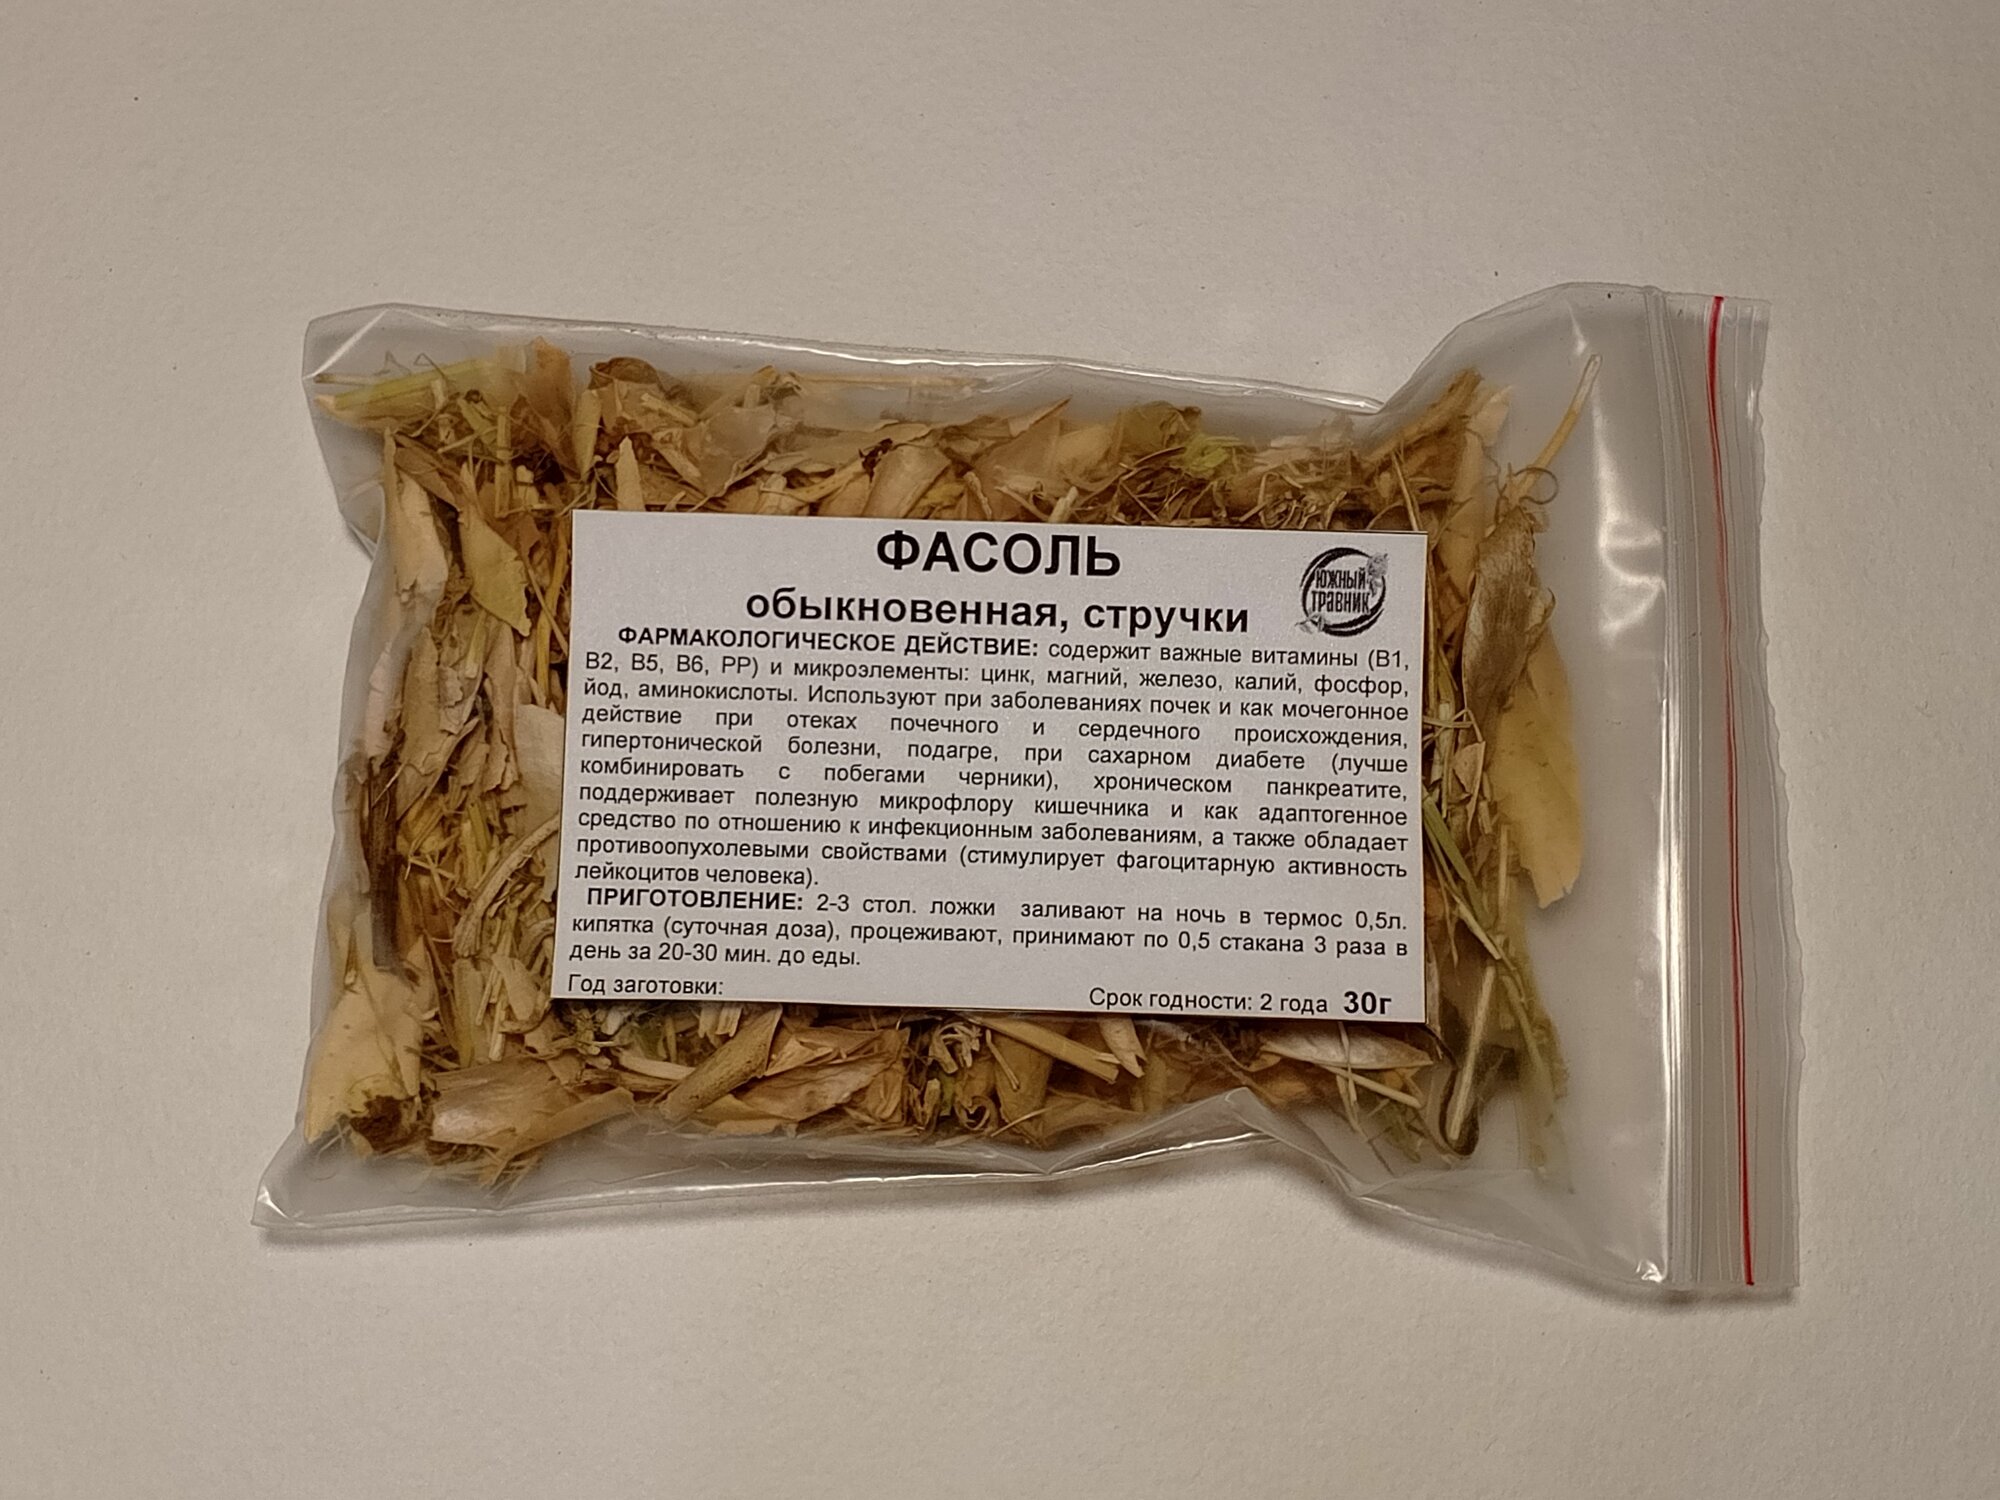 ФАСОЛЬ
обыкновенная, стручки
ЮЖНЫЙ
ТРАВНИК
ФАРМАКОЛОГИЧЕСКОЕ ДЕЙСТВИЕ: содержит важные витамины (В1,
В2, В5, В6, РР) и микроэлементы: цинк, магний, железо, калий, фосфор,
йод, аминокислоты. Используют при заболеваниях почек и как мочегонное
действие при отеках почечного и сердечного происхождения,
гипертонической болезни, подагре, при сахарном диабете (лучше
комбинировать с побегами черники), хроническом панкреатите,
поддерживает полезную микрофлору кишечника и как адаптогенное
средство по отношению к инфекционным заболеваниям, а также обладает
противоопухолевыми свойствами (стимулирует фагоцитарную активность
лейкоцитов человека).
ПРИГОТОВЛЕНИЕ: 2-3 стол. ложки заливают на ночь в термос 0,5л.
кипятка (суточная доза), процеживают, принимают по 0,5 стакана 3 раза в
день за 20-30 мин. до еды.
Год заготовки:
Срок годности: 2 года 30г